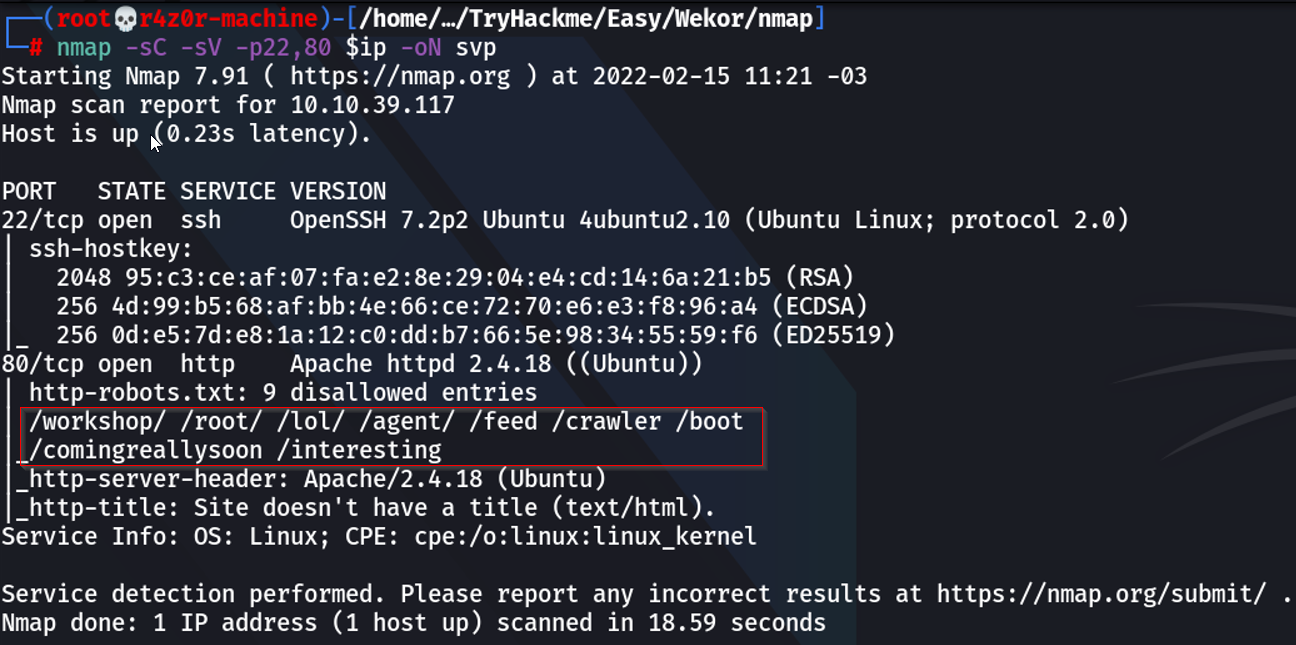 (root💀r4z0r-machine)-[/home/…/TryHackme/Easy/Wekor/nmap]
# nmap -sC -sV -p22,80 $ip -oN svp
Starting Nmap 7.91 ( https://nmap.org ) at 2022-02-15 11:21 -03
Nmap scan report for 10.10.39.117
Host is up (0.23s latency).
PORT   STATE SERVICE VERSION
22/tcp open  ssh     OpenSSH 7.2p2 Ubuntu 4ubuntu2.10 (Ubuntu Linux; protocol 2.0)
| ssh-hostkey:
|   2048 95:c3:ce:af:07:fa:e2:8e:29:04:e4:cd:14:6a:21:b5 (RSA)
|   256 4d:99:b5:68:af:bb:4e:66:ce:72:70:e6:e3:f8:96:a4 (ECDSA)
|_  256 0d:e5:7d:e8:1a:12:c0:dd:b7:66:5e:98:34:55:59:f6 (ED25519)
80/tcp open  http    Apache httpd 2.4.18 ((Ubuntu))
| http-robots.txt: 9 disallowed entries
| /workshop/ /root/ /lol/ /agent/ /feed /crawler /boot
|_/comingreallysoon /interesting
|_http-server-header: Apache/2.4.18 (Ubuntu)
|_http-title: Site doesn't have a title (text/html).
Service Info: OS: Linux; CPE: cpe:/o:linux:linux_kernel
Service detection performed. Please report any incorrect results at https://nmap.org/submit/ .
Nmap done: 1 IP address (1 host up) scanned in 18.59 seconds